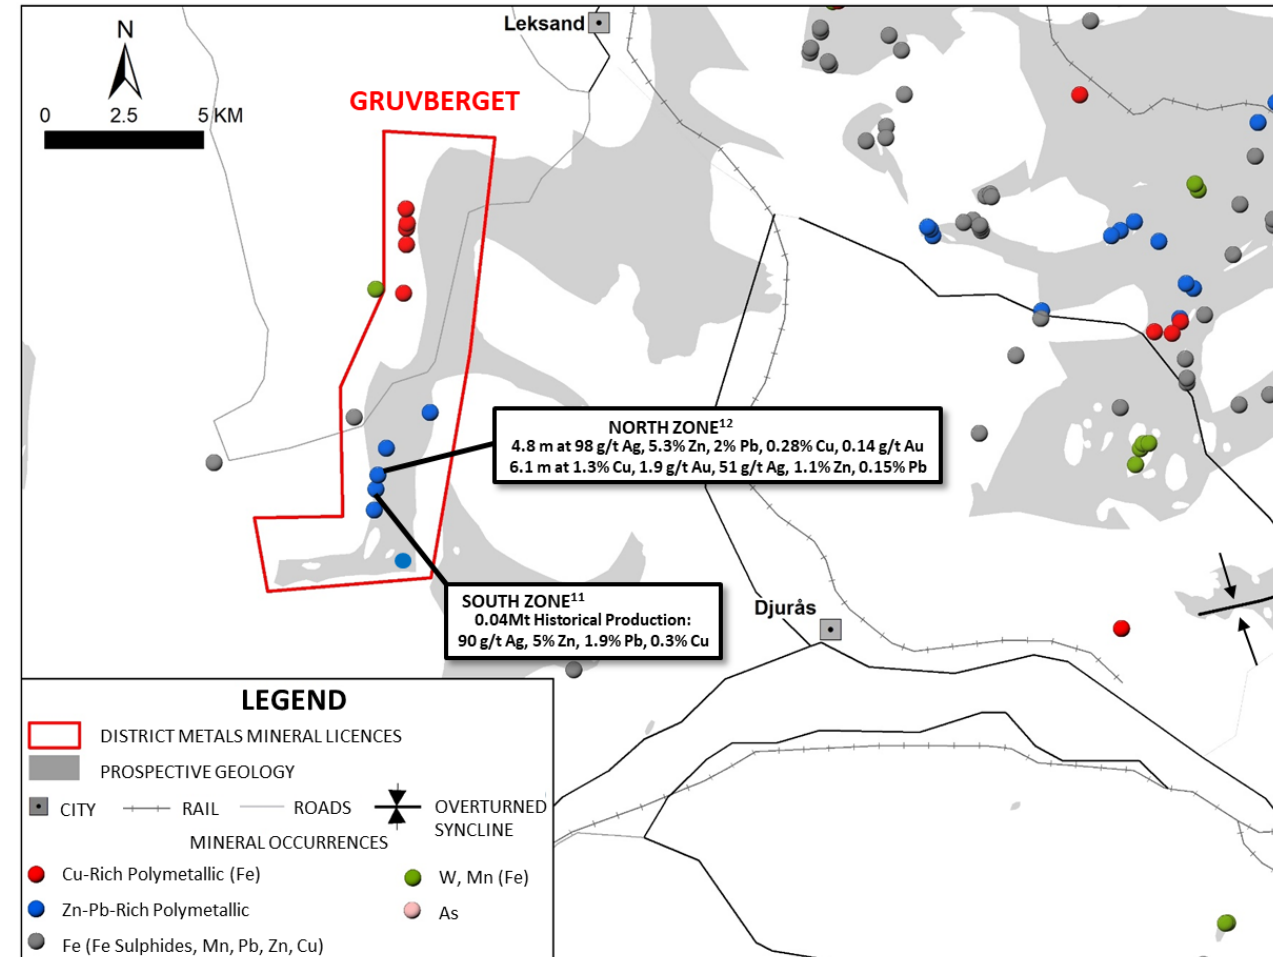 Leksand
N
GRUVBERGET
0 2.5 5 KM
NORTH ZONE¹²
4.8 m at 98 g/t Ag, 5.3% Zn, 2% Pb, 0.28% Cu, 0.14 g/t Au
6.1 m at 1.3% Cu, 1.9 g/t Au, 51 g/t Ag, 1.1% Zn, 0.15% Pb
SOUTH ZONE¹¹
0.04Mt Historical Production:
90 g/t Ag, 5% Zn, 1.9% Pb, 0.3% Cu
Djurås
LEGEND
DISTRICT METALS MINERAL LICENCES
PROSPECTIVE GEOLOGY
CITY
RAIL
ROADS
OVERTURNED
SYNCLINE
MINERAL OCCURRENCES
Cu-Rich Polymetallic (Fe)
W, Mn (Fe)
Zn-Pb-Rich Polymetallic
As
Fe (Fe Sulphides, Mn, Pb, Zn, Cu)